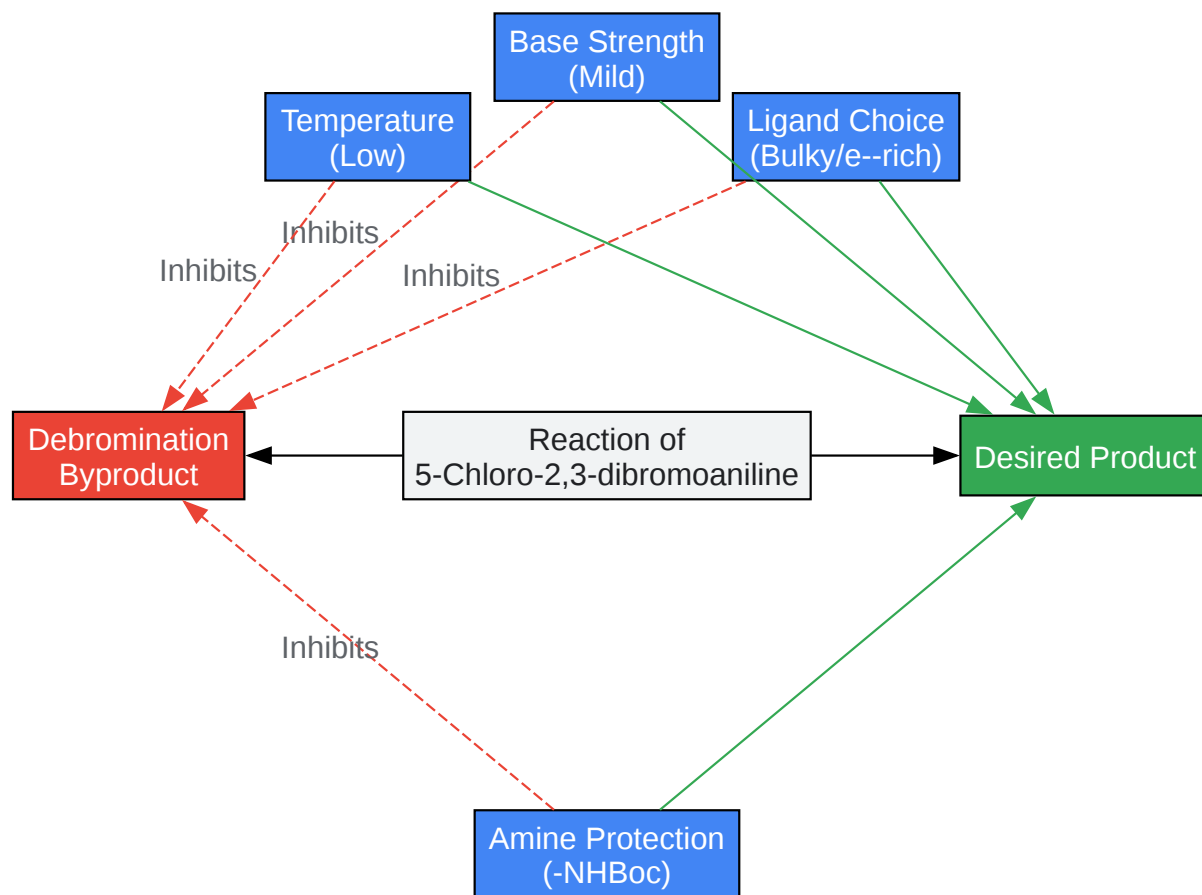 Base Strength
(Mild)
Temperature
(Low)
Ligand Choice
(Bulky/e--rich)
Inhibits
Inhibits
Inhibits
Debromination
Byproduct
Reaction of
5-Chloro-2,3-dibromoaniline
Desired Product
Inhibits
Amine Protection
(-NHBoc)